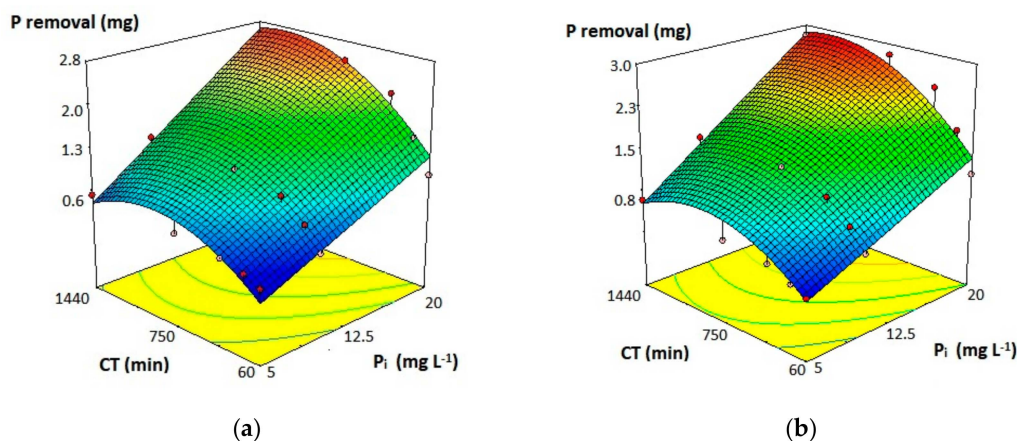 P removal (mg)
2.8
2.0
1.3
0.6
1440
750
60
CT (min)
5
12.5
20
Pi (mg L-1)
(a)
P removal (mg)
3.0
2.3
1.5
0.8
1440
750
60
CT (min)
5
12.5
20
Pi (mg L-1)
(b)